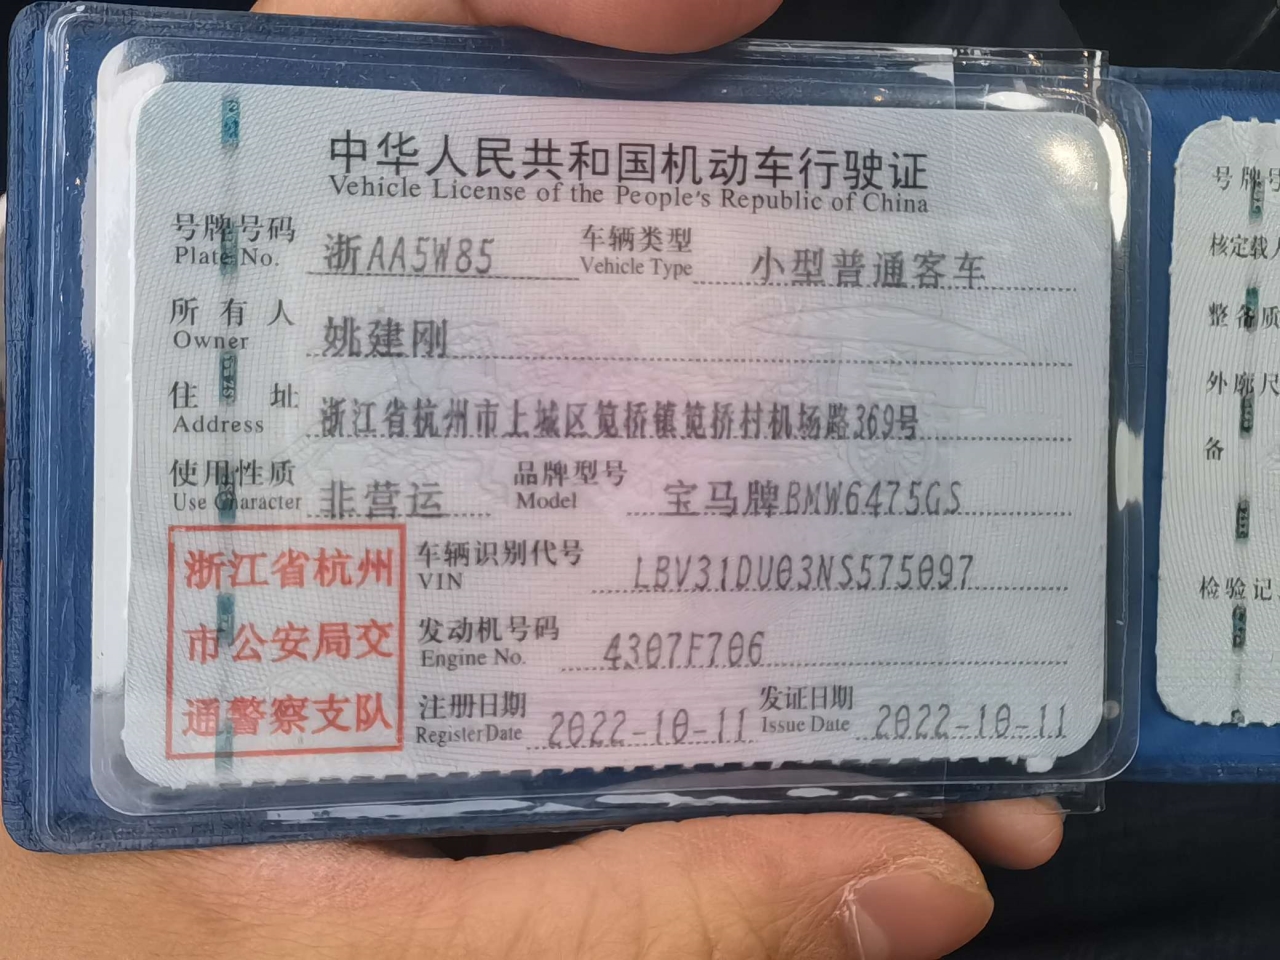 中华人民共和国机动车行驶证
Vehicle License of the People's Republic of China
号牌号码 浙AA5W85 车辆类型 小型普通客车
Plate No. Vehicle Type
所有人 姚建刚
Owner
住址 浙江省杭州市上城区笕桥镇笕桥村机场路369号
Address
使用性质 非营运 品牌型号 宝马牌BMW6475GS
Use Character Model
浙江省杭州
市公安局交
通警察支队
车辆识别代号 LBV31DU03NS575097
VIN
发动机号码 4307F706
Engine No.
注册日期 2022-10-11 发证日期 2022-10-11
Register Date Issue Date
号牌号
核定载人
整备质
外廓尺
备
检验记